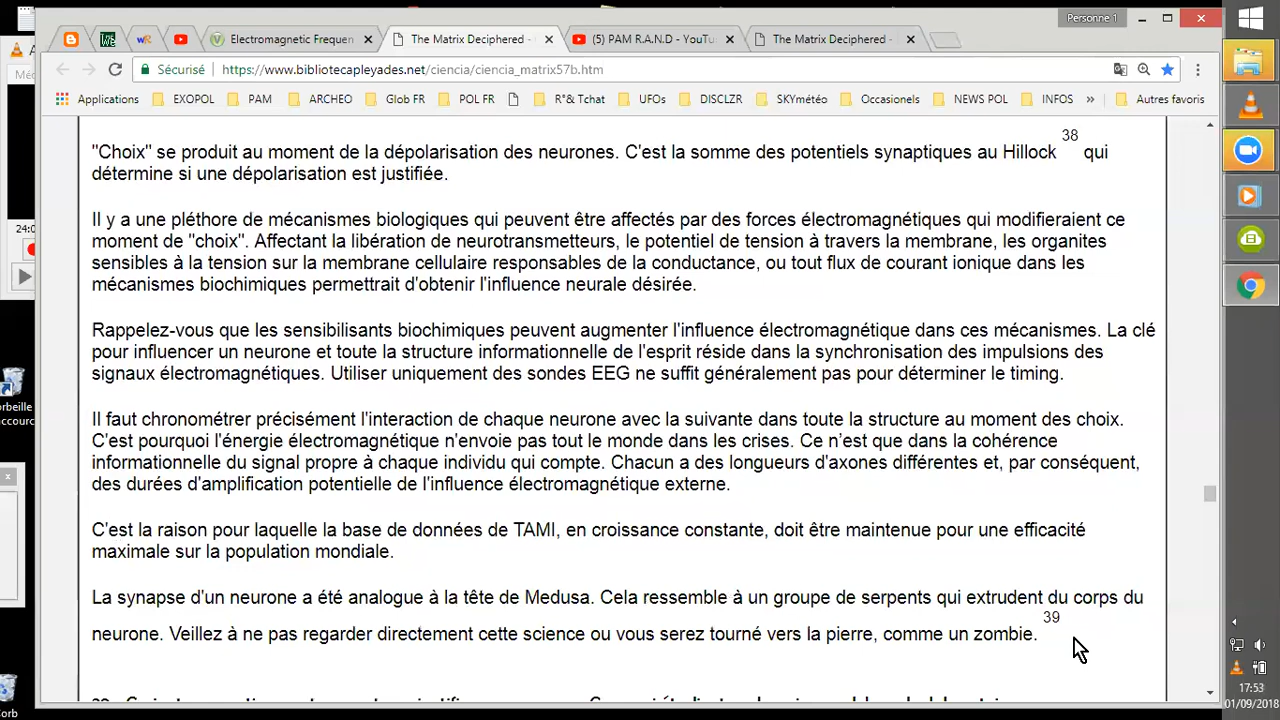 Personne 1
Electromagnetic Frequen
The Matrix Deciphered -
(5) PAM R.A.N.D - YouTu
The Matrix Deciphered -
Sécurisé
https://www.bibliotecapleyades.net/ciencia/ciencia_matrix57b.htm
Applications EXOPOL PAM ARCHEO Glob FR POL FR R°& Tchat UFOs DISCLZR SKYmétéo Occasionels NEWS POL INFOS » Autres favoris
"Choix" se produit au moment de la dépolarisation des neurones. C'est la somme des potentiels synaptiques au Hillock 38 qui
détermine si une dépolarisation est justifiée.
Il y a une pléthore de mécanismes biologiques qui peuvent être affectés par des forces électromagnétiques qui modifieraient ce
moment de "choix". Affectant la libération de neurotransmetteurs, le potentiel de tension à travers la membrane, les organites
sensibles à la tension sur la membrane cellulaire responsables de la conductance, ou tout flux de courant ionique dans les
mécanismes biochimiques permettrait d'obtenir l'influence neurale désirée.
Rappelez-vous que les sensibilisants biochimiques peuvent augmenter l'influence électromagnétique dans ces mécanismes. La clé
pour influencer un neurone et toute la structure informationnelle de l'esprit réside dans la synchronisation des impulsions des
signaux électromagnétiques. Utiliser uniquement des sondes EEG ne suffit généralement pas pour déterminer le timing.
Il faut chronométrer précisément l'interaction de chaque neurone avec la suivante dans toute la structure au moment des choix.
C'est pourquoi l'énergie électromagnétique n'envoie pas tout le monde dans les crises. Ce n'est que dans la cohérence
informationnelle du signal propre à chaque individu qui compte. Chacun a des longueurs d'axones différentes et, par conséquent,
des durées d'amplification potentielle de l'influence électromagnétique externe.
C'est la raison pour laquelle la base de données de TAMI, en croissance constante, doit être maintenue pour une efficacité
maximale sur la population mondiale.
La synapse d'un neurone a été analogue à la tête de Medusa. Cela ressemble à un groupe de serpents qui extrudent du corps du
neurone. Veillez à ne pas regarder directement cette science ou vous serez tourné vers la pierre, comme un zombie. 39
Méc
24:0
orbeille
accourc
Corb
17:53
01/09/2018